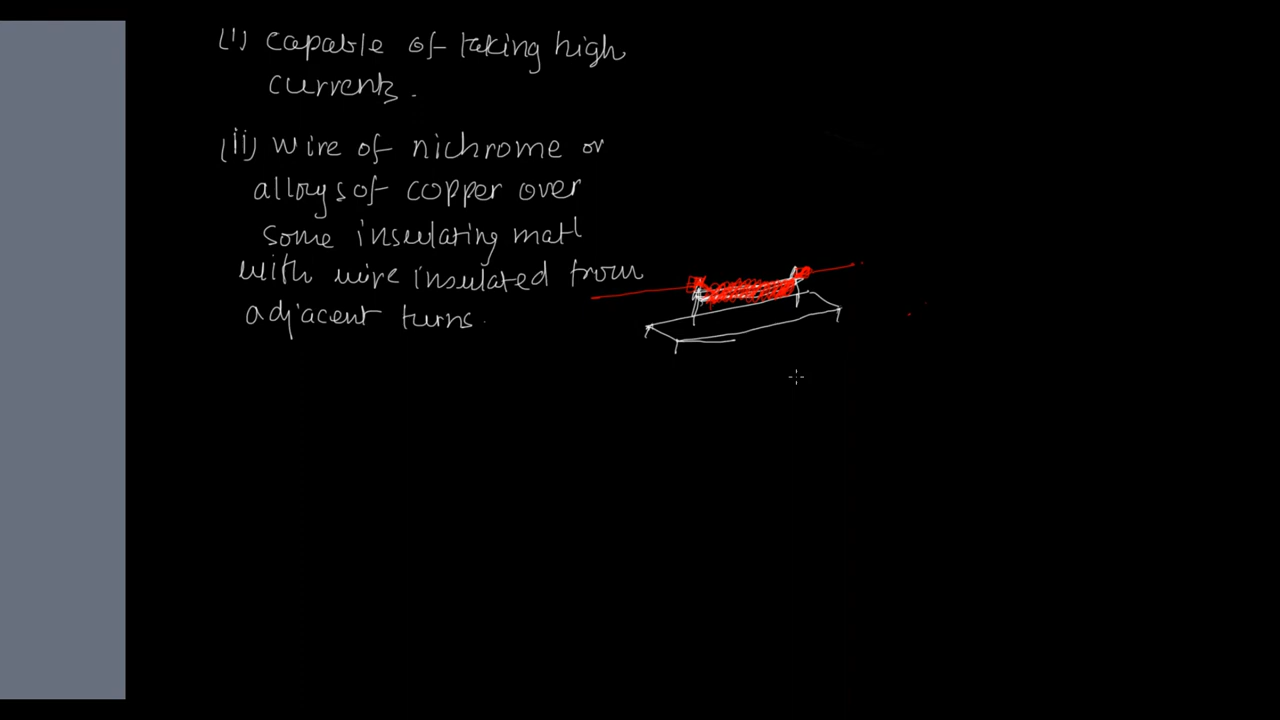 (i) capable of taking high
currents.
(ii) wire of nichrome or
alloys of copper over
some insulating matl
with wire insulated from
adjacent turns.